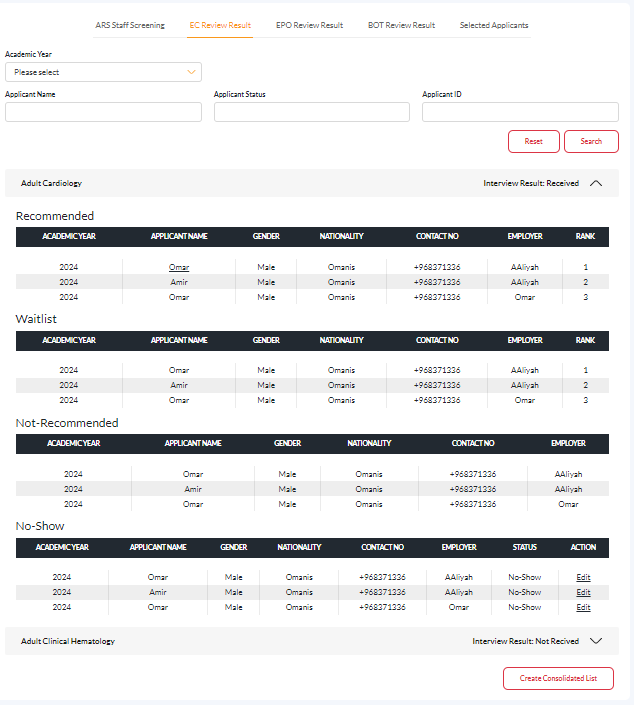 ARS Staff Screening EC Review Result EPO Review Result BOT Review Result Selected Applicants
Academic Year
Please select
Applicant Name Applicant Status Applicant ID
Reset Search
Adult Cardiology Interview Result: Received
Recommended
ACADEMIC YEAR APPLICANT NAME GENDER NATIONALITY CONTACT NO EMPLOYER RANK
2024 Omar Male Omanis +968371336 AAliyah 1
2024 Amir Male Omanis +968371336 AAliyah 2
2024 Omar Male Omanis +968371336 Omar 3
Waitlist
ACADEMIC YEAR APPLICANT NAME GENDER NATIONALITY CONTACT NO EMPLOYER RANK
2024 Omar Male Omanis +968371336 AAliyah 1
2024 Amir Male Omanis +968371336 AAliyah 2
2024 Omar Male Omanis +968371336 Omar 3
Not-Recommended
ACADEMIC YEAR APPLICANT NAME GENDER NATIONALITY CONTACT NO EMPLOYER
2024 Omar Male Omanis +968371336 AAliyah
2024 Amir Male Omanis +968371336 AAliyah
2024 Omar Male Omanis +968371336 Omar
No-Show
ACADEMIC YEAR APPLICANT NAME GENDER NATIONALITY CONTACT NO EMPLOYER STATUS ACTION
2024 Omar Male Omanis +968371336 AAliyah No-Show Edit
2024 Amir Male Omanis +968371336 AAliyah No-Show Edit
2024 Omar Male Omanis +968371336 Omar No-Show Edit
Adult Clinical Hematology Interview Result: Not Recived
Create Consolidated List